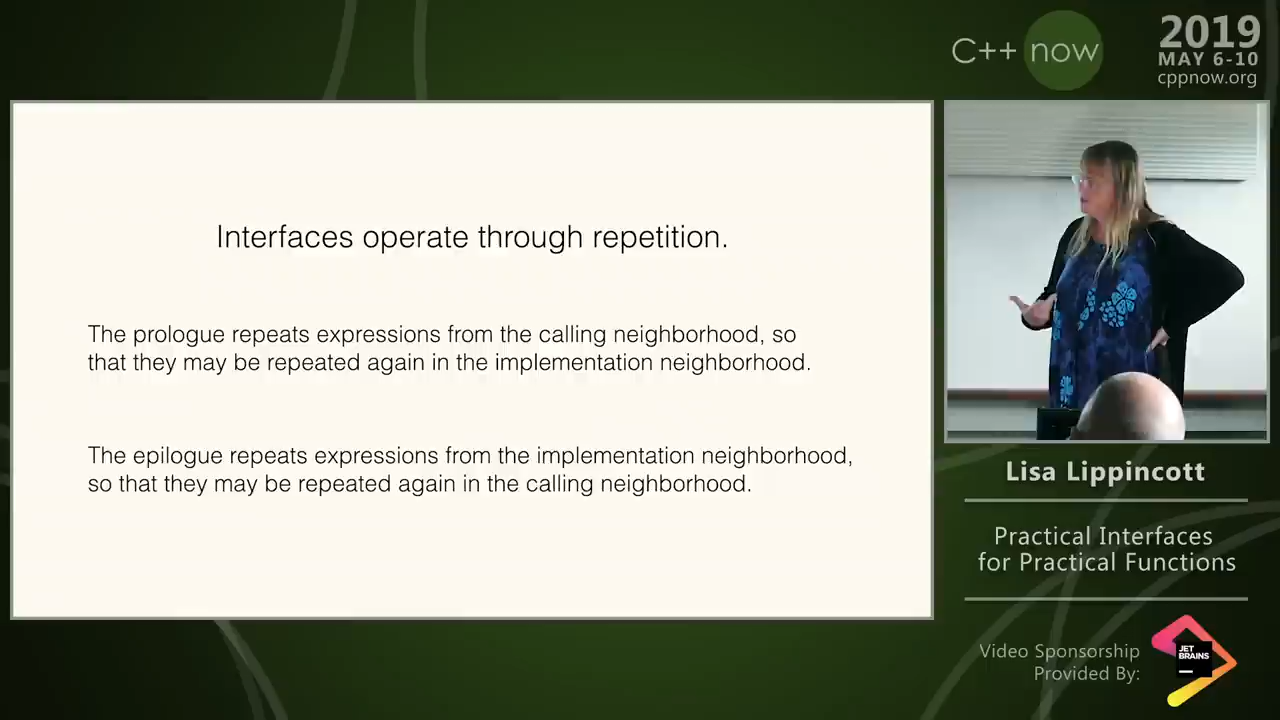 C++ now
2019
MAY 6-10
cppnow.org
Interfaces operate through repetition.
The prologue repeats expressions from the calling neighborhood, so
that they may be repeated again in the implementation neighborhood.
The epilogue repeats expressions from the implementation neighborhood,
so that they may be repeated again in the calling neighborhood.
Lisa Lippincott
Practical Interfaces
for Practical Functions
Video Sponsorship
Provided By:
JET
BRAINS